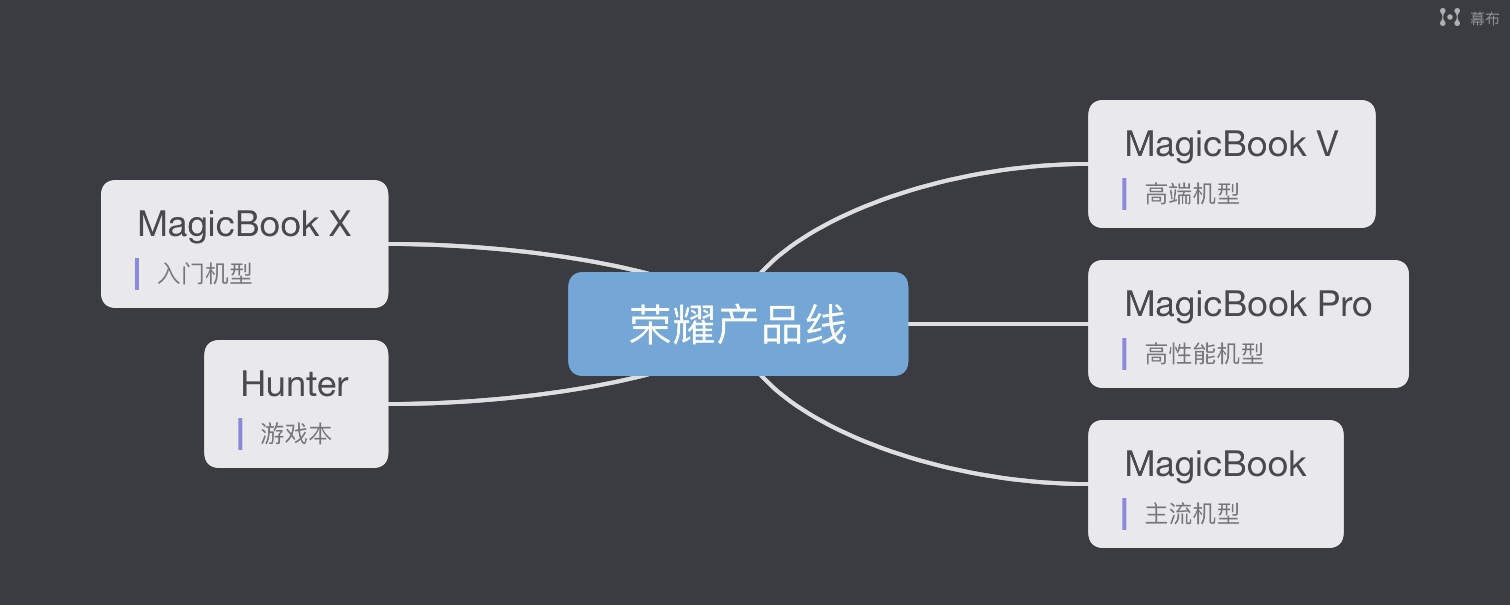 幕布
MagicBook V
高端机型
MagicBook X
入门机型
MagicBook Pro
高性能机型
荣耀产品线
Hunter
游戏本
MagicBook
主流机型